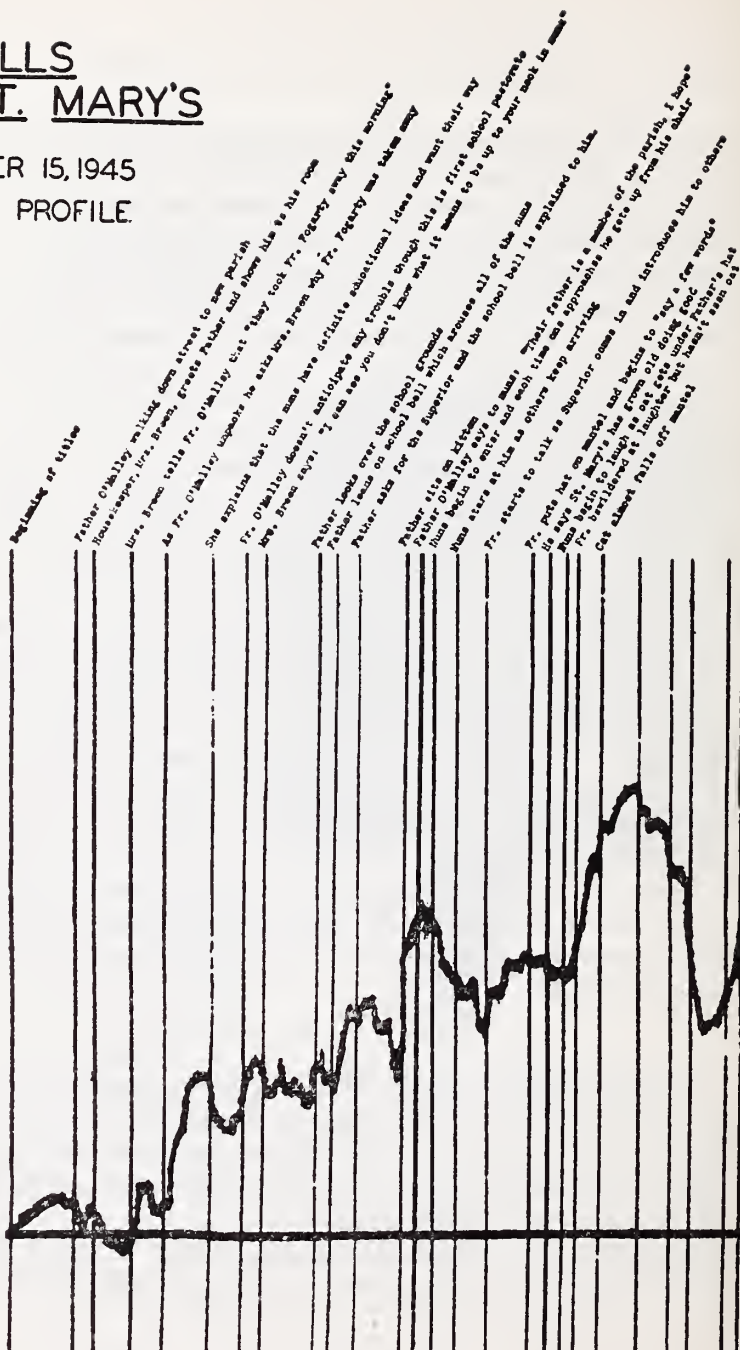 LLS
T. MARY'S
ER 15, 1945
PROFILE
Beginning of titles
Father O'Malley walking down street to new parish
Housekeeper, Mrs. Breen, greets Father and shows him to his room
Mrs. Breen tells Fr. O'Malley that "they took Fr. Fogarty away this morning"
As Fr. O'Malley unpacks he asks Mrs. Breen why Fr. Fogarty was taken away
She explains that the nuns have definite educational ideas and want their way
Fr. O'Malley doesn't anticipate any troubles though this is first school pastorate
Mrs. Breen says: "I can see you don't know what it means to be up to your neck in nuns"
Father looks over the school grounds
Father leans on school bell which arouses all of the nuns
Father asks for the Superior and the school bell is explained to him.
Father sits on kitten
Father O'Malley says to nuns: "Their father is a member of the parish, I hope"
Nuns begin to enter and each time one approaches he gets up from his chair
Nuns stare at him as others keep arriving
Fr. starts to talk as Superior comes in and introduces him to others
Fr. puts hat on mantel and begins to "say a few words"
He says St. Mary's has grown old doing good
Nuns begin to laugh as cat gets under Father's hat
Fr. bewildered at laughter but hasn't seen cat
Cat almost falls off mantel